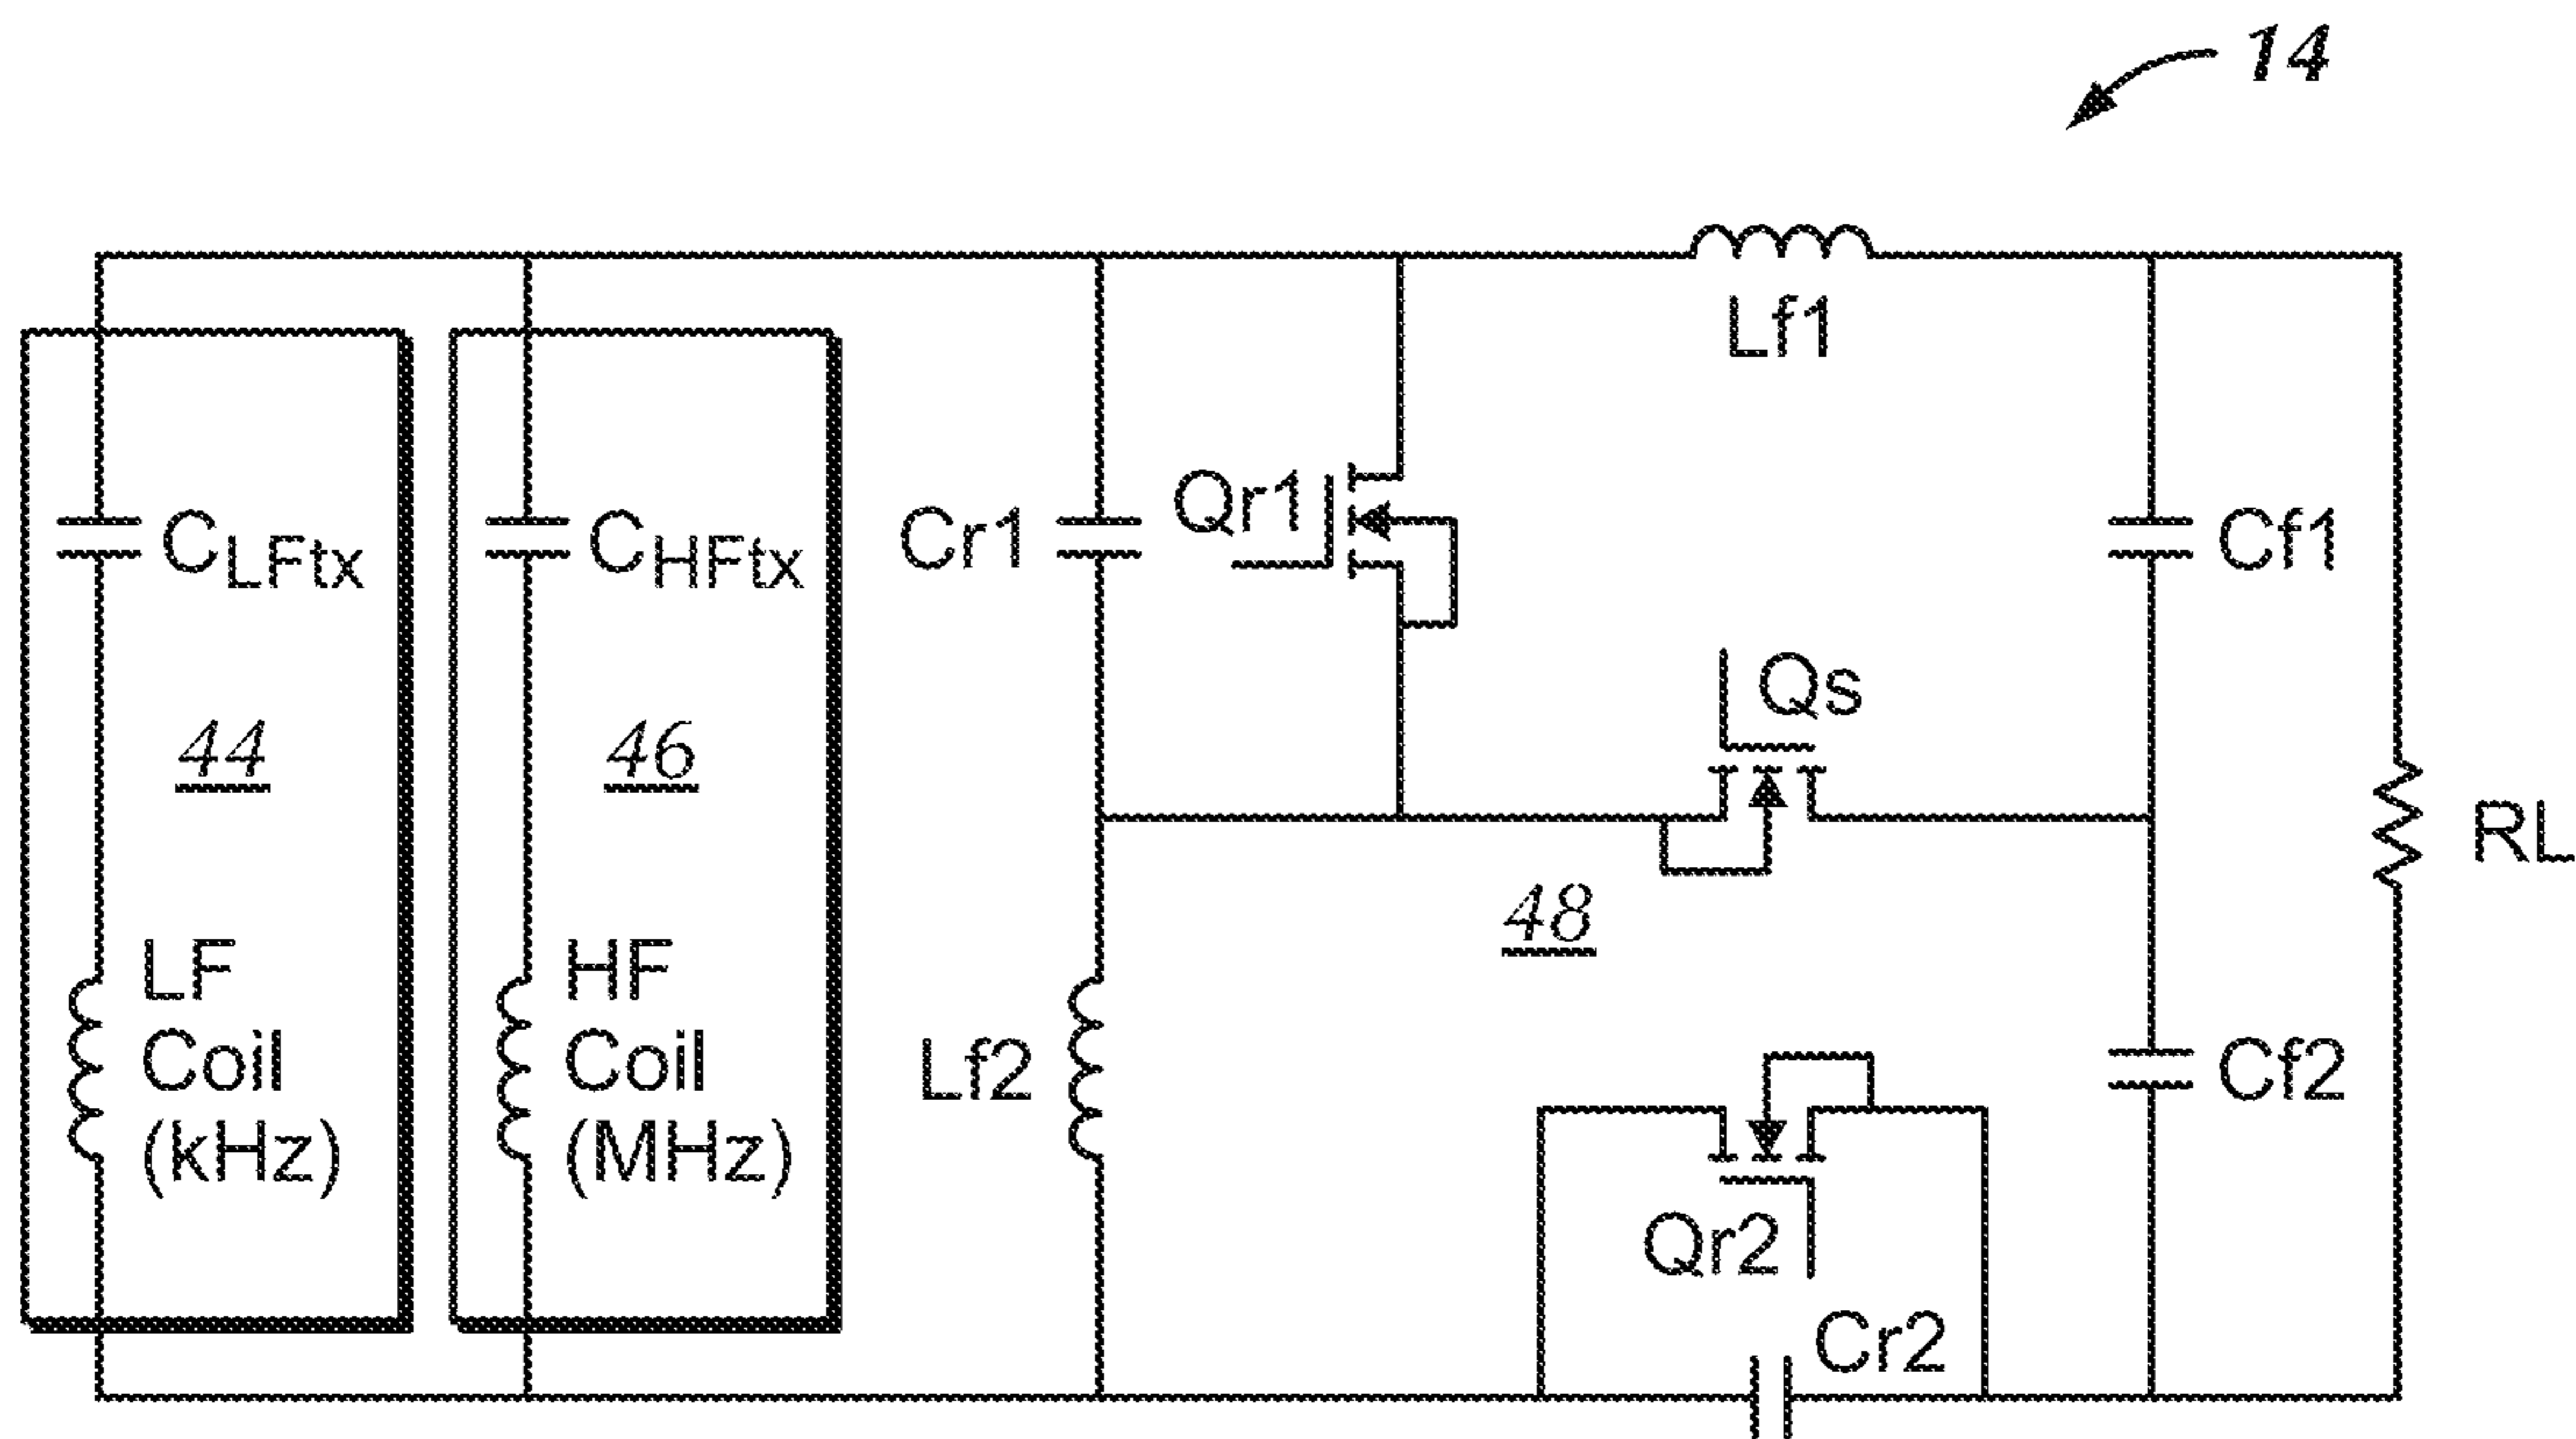 14
Lf1
CLFtx
CHFtx
Cr1
Qr1
Cf1
Qs
44
46
RL
48
LF
Coil
(kHz)
HF
Coil
(MHz)
Lf2
Cf2
Qr2
Cr2